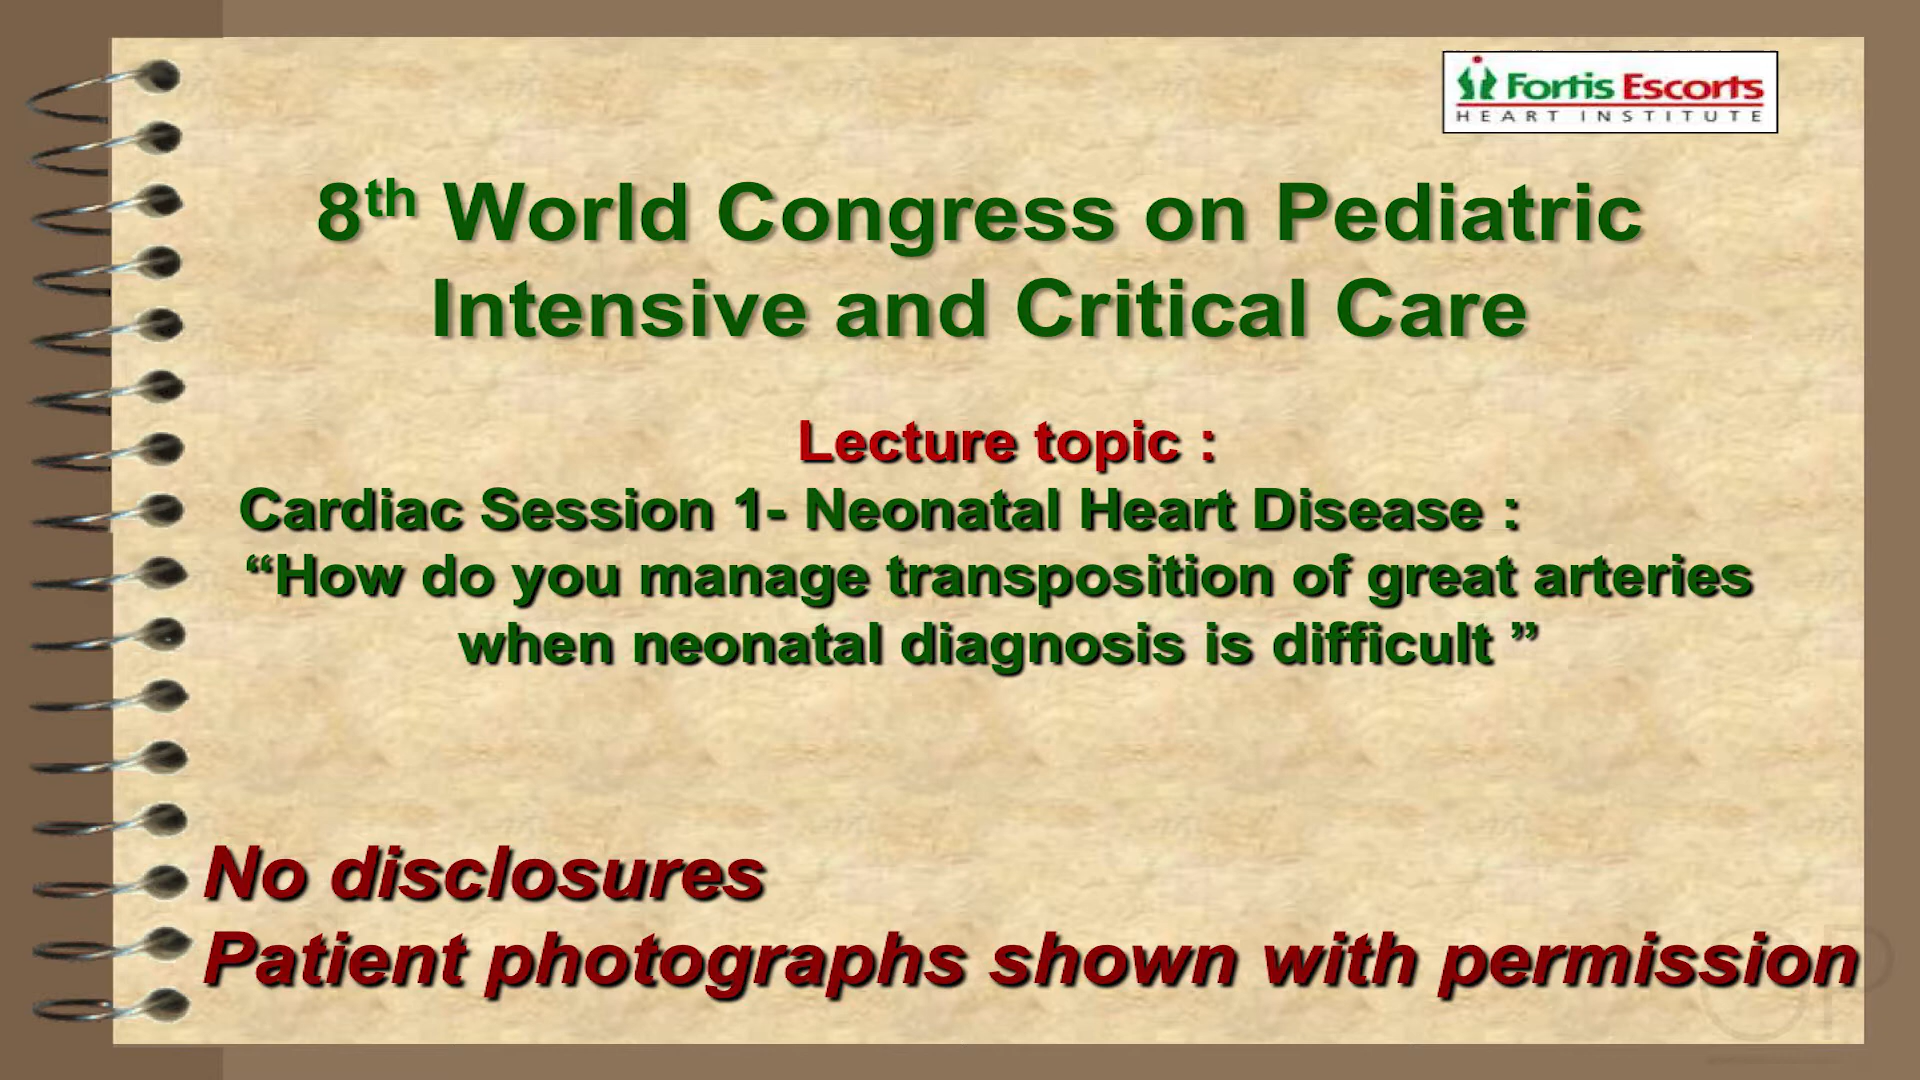 Fortis Escorts
HEART INSTITUTE
8th World Congress on Pediatric
Intensive and Critical Care
Lecture topic :
Cardiac Session 1- Neonatal Heart Disease :
“How do you manage transposition of great arteries
when neonatal diagnosis is difficult ”
No disclosures
Patient photographs shown with permission